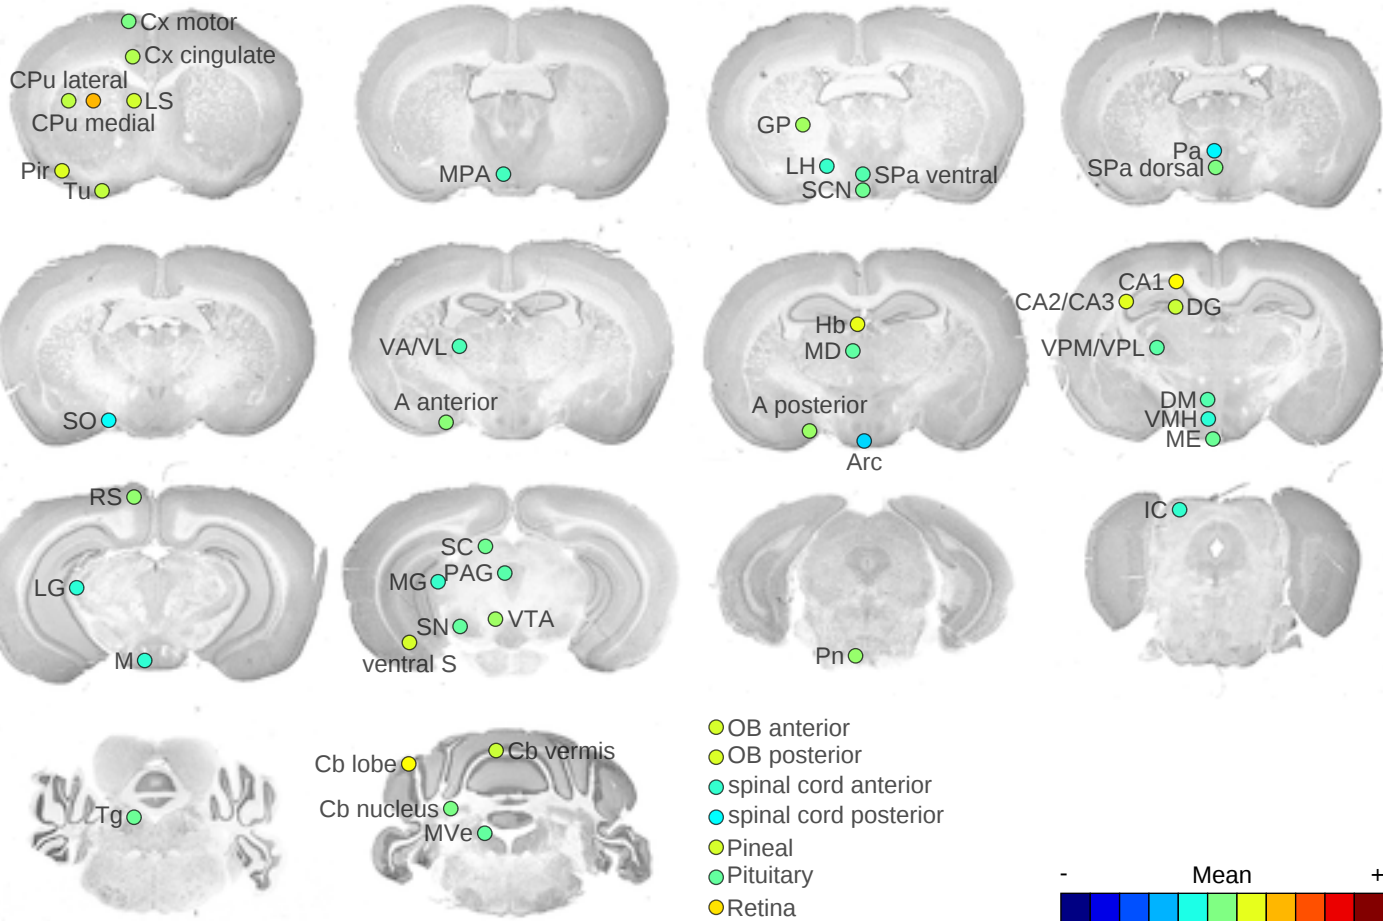 Cx motor
Cx cingulate
CPu lateral
LS
CPu medial
Pir
Tu
MPA
GP
LH
SPa ventral
SCN
Pa
SPa dorsal
SO
VA/VL
A anterior
Hb
MD
A posterior
Arc
CA1
CA2/CA3
DG
VPM/VPL
DM
VMH
ME
RS
LG
M
SC
MG
PAG
SN
VTA
ventral S
Pn
IC
Tg
Cb lobe
Cb vermis
Cb nucleus
MVe
OB anterior
OB posterior
spinal cord anterior
spinal cord posterior
Pineal
Pituitary
Retina
- Mean +